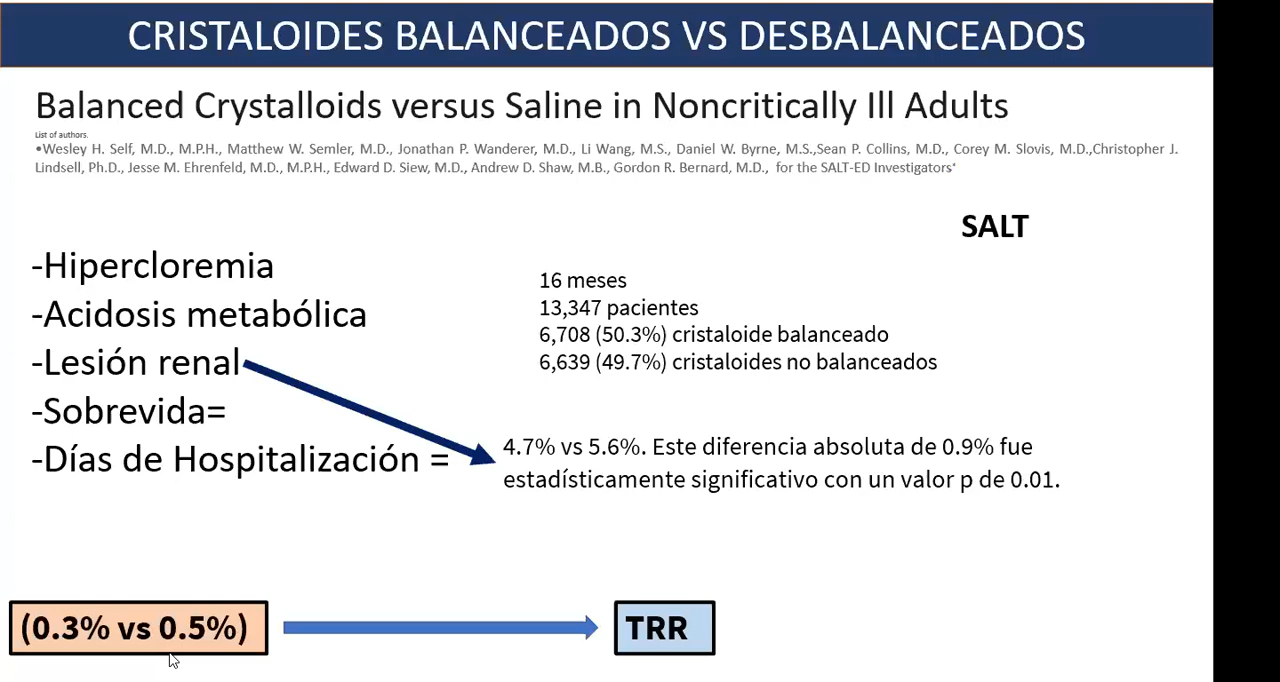 CRISTALOIDES BALANCEADOS VS DESBALANCEADOS
Balanced Crystalloids versus Saline in Noncritically Ill Adults
List of authors.
•Wesley H. Self, M.D., M.P.H., Matthew W. Semler, M.D., Jonathan P. Wanderer, M.D., Li Wang, M.S., Daniel W. Byrne, M.S.,Sean P. Collins, M.D., Corey M. Slovis, M.D.,Christopher J.
Lindsell, Ph.D., Jesse M. Ehrenfeld, M.D., M.P.H., Edward D. Siew, M.D., Andrew D. Shaw, M.B., Gordon R. Bernard, M.D., for the SALT-ED Investigators*
SALT
-Hipercloremia
-Acidosis metabólica
-Lesión renal
-Sobrevida=
-Días de Hospitalización =
16 meses
13,347 pacientes
6,708 (50.3%) cristaloide balanceado
6,639 (49.7%) cristaloides no balanceados
4.7% vs 5.6%. Este diferencia absoluta de 0.9% fue
estadísticamente significativo con un valor p de 0.01.
(0.3% vs 0.5%)
TRR